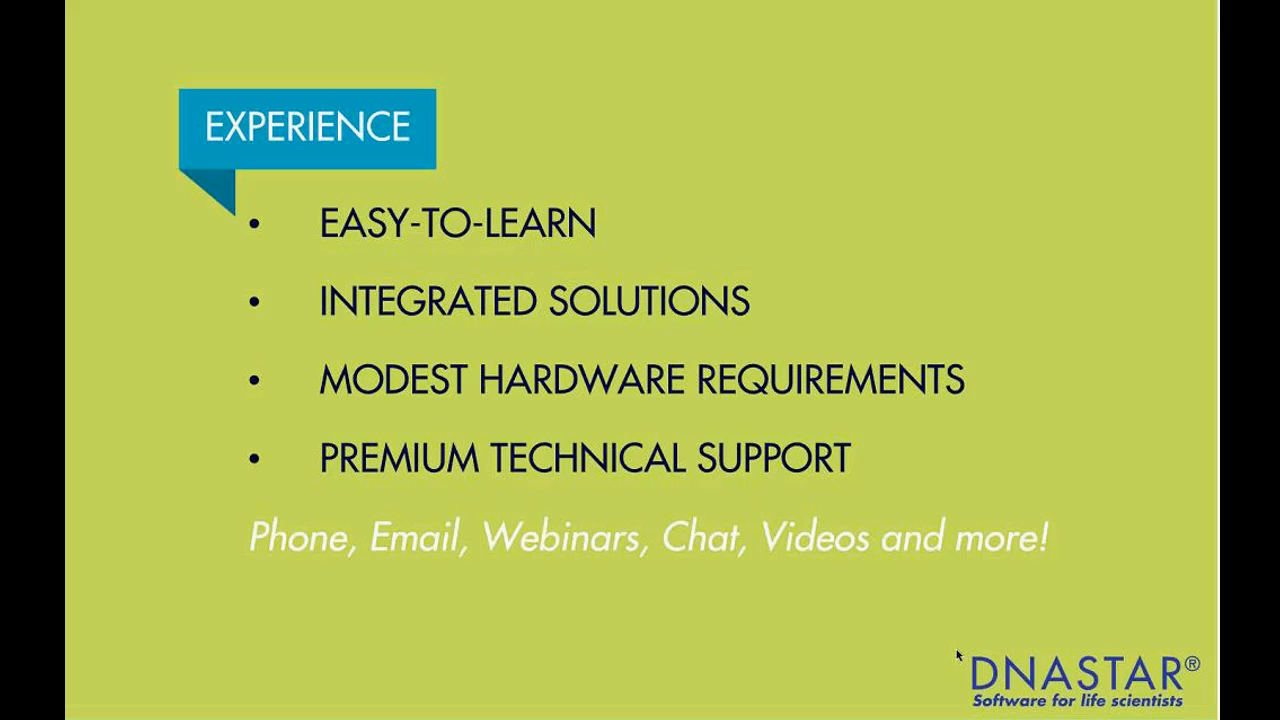 EXPERIENCE
• EASY-TO-LEARN
• INTEGRATED SOLUTIONS
• MODEST HARDWARE REQUIREMENTS
• PREMIUM TECHNICAL SUPPORT
Phone, Email, Webinars, Chat, Videos and more!
DNASTAR®
Software for life scientists